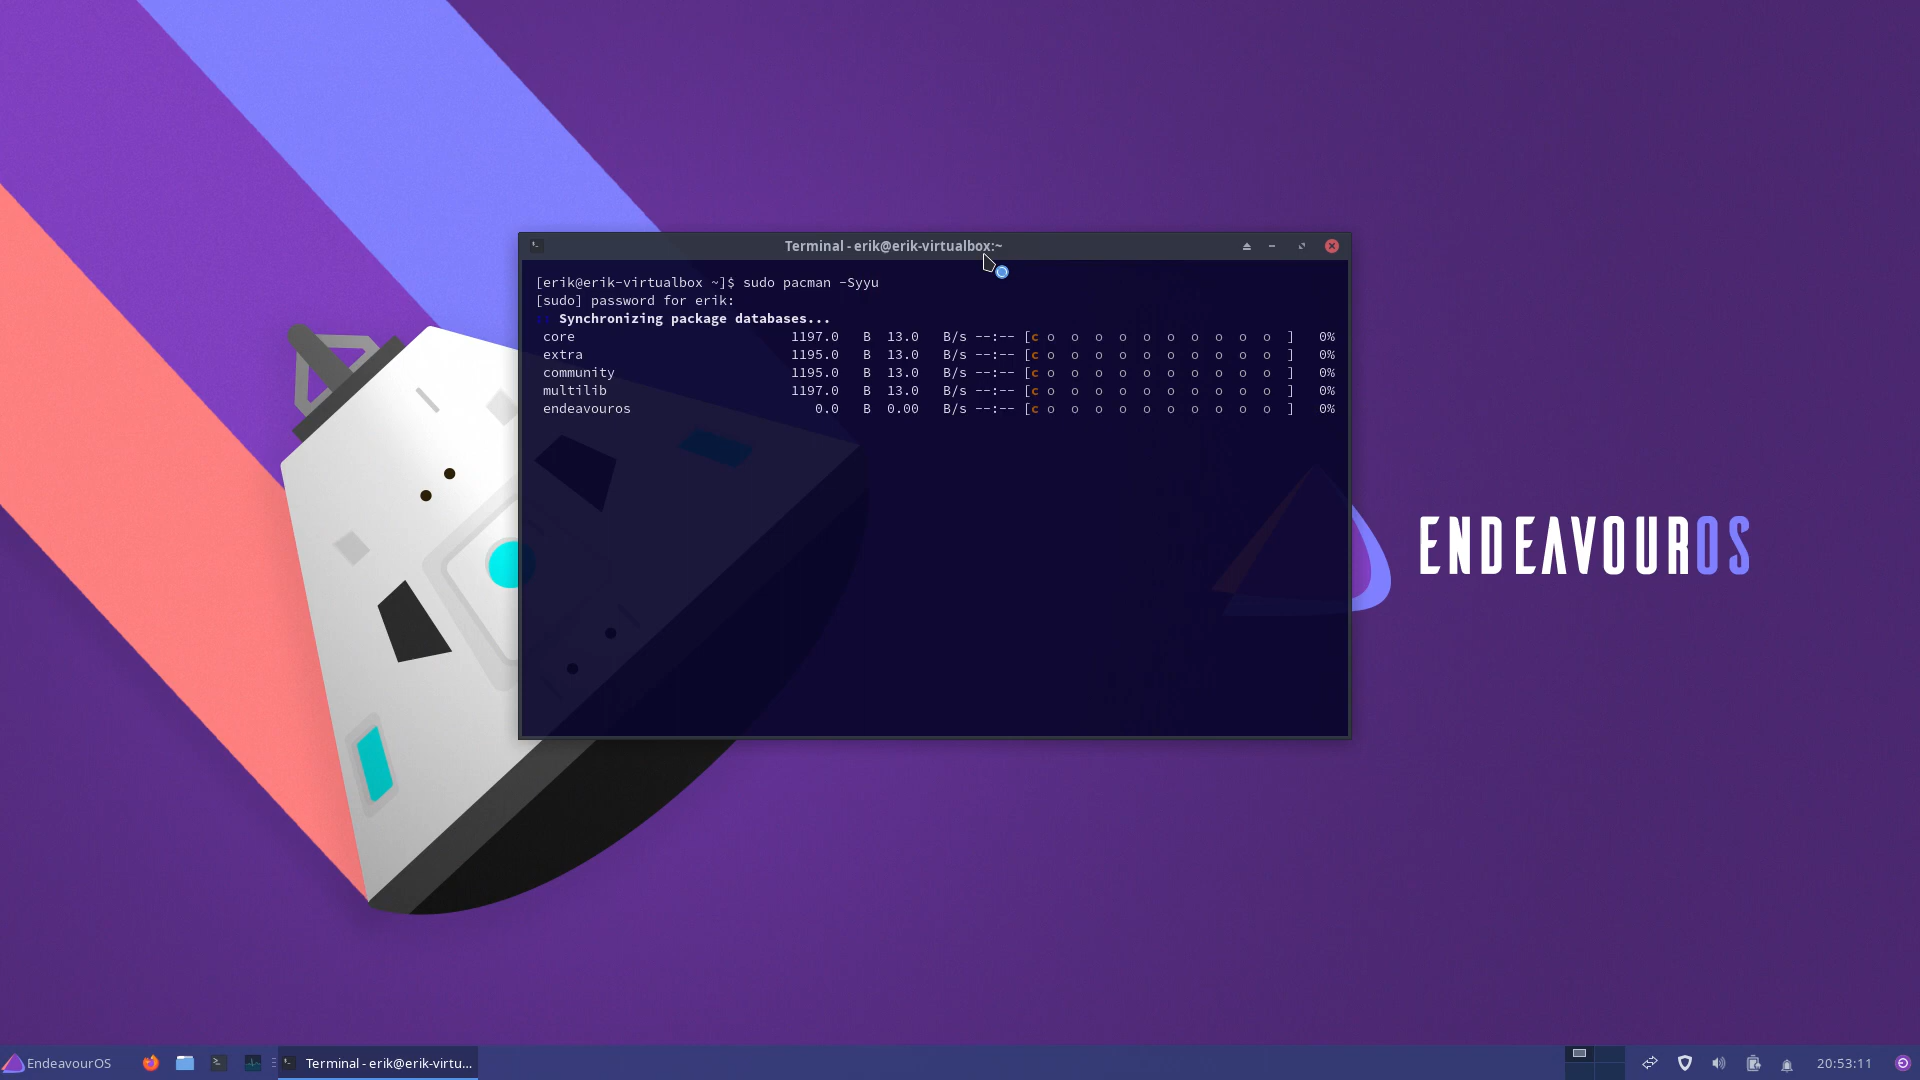 Terminal - erik@erik-virtualbox:~
[erik@erik-virtualbox ~]$ sudo pacman -Syyu
[sudo] password for erik:
:: Synchronizing package databases...
core 1197.0 B 13.0 B/s --:-- [c o o o o o o o o o o ] 0%
extra 1195.0 B 13.0 B/s --:-- [c o o o o o o o o o o ] 0%
community 1195.0 B 13.0 B/s --:-- [c o o o o o o o o o o ] 0%
multilib 1197.0 B 13.0 B/s --:-- [c o o o o o o o o o o ] 0%
endeavouros 0.0 B 0.00 B/s --:-- [c o o o o o o o o o o ] 0%
ENDEAVOUROS
EndeavourOS
Terminal - erik@erik-virtu...
20:53:11